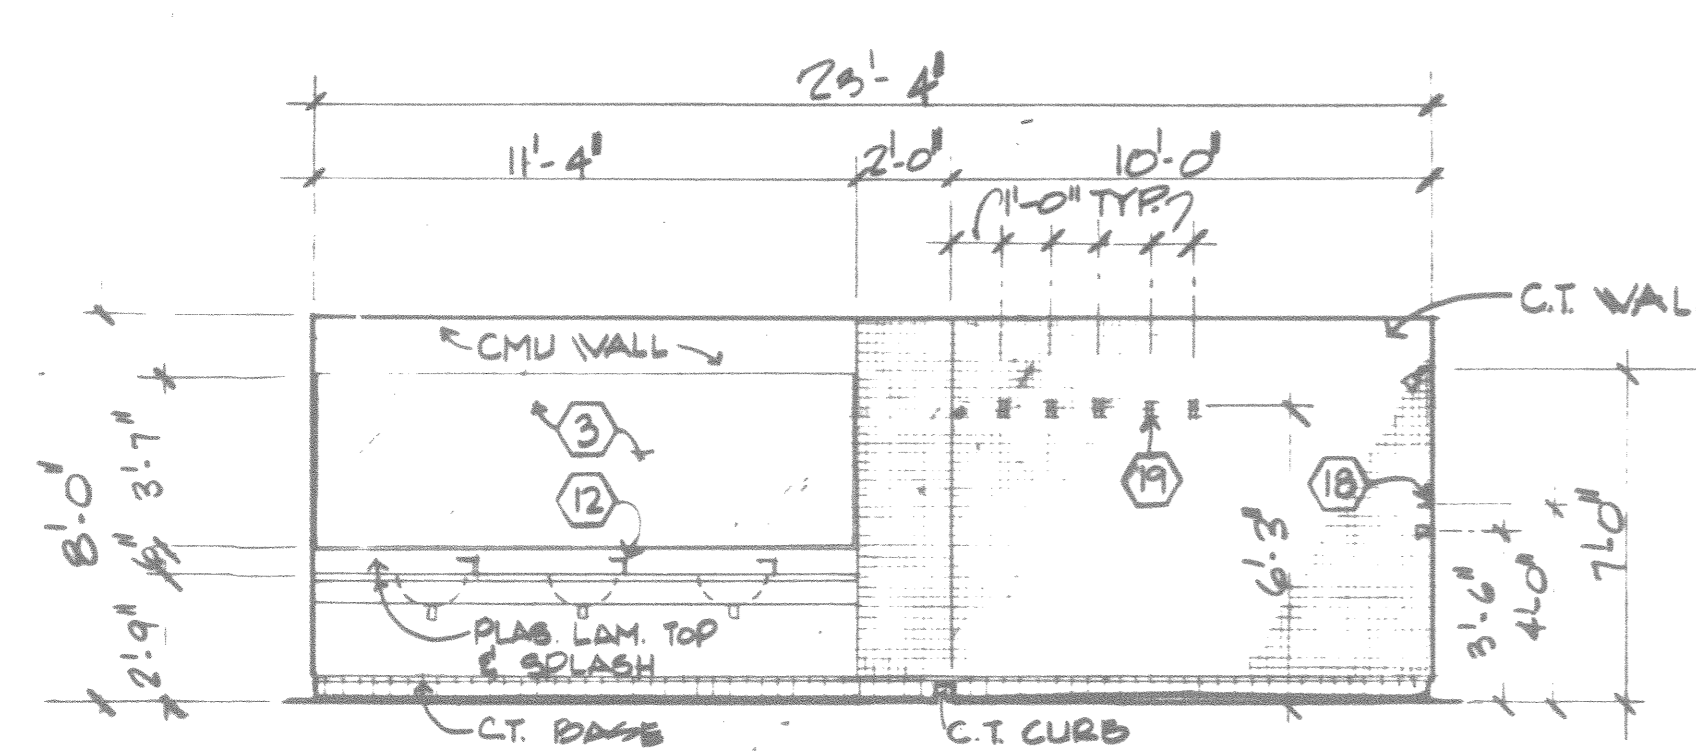 23'-4"
11'-4" 2'-0" 10'-0"
1'-0" TYP.
C.T. WAL
CMU WALL
3
12
19
18
8'-0"
3'-7"
6"
2'-9"
6'-3"
3'-6"
4'-0"
7'-0"
PLAS. LAM. TOP
& SPLASH
C.T. BASE
C.T. CURB